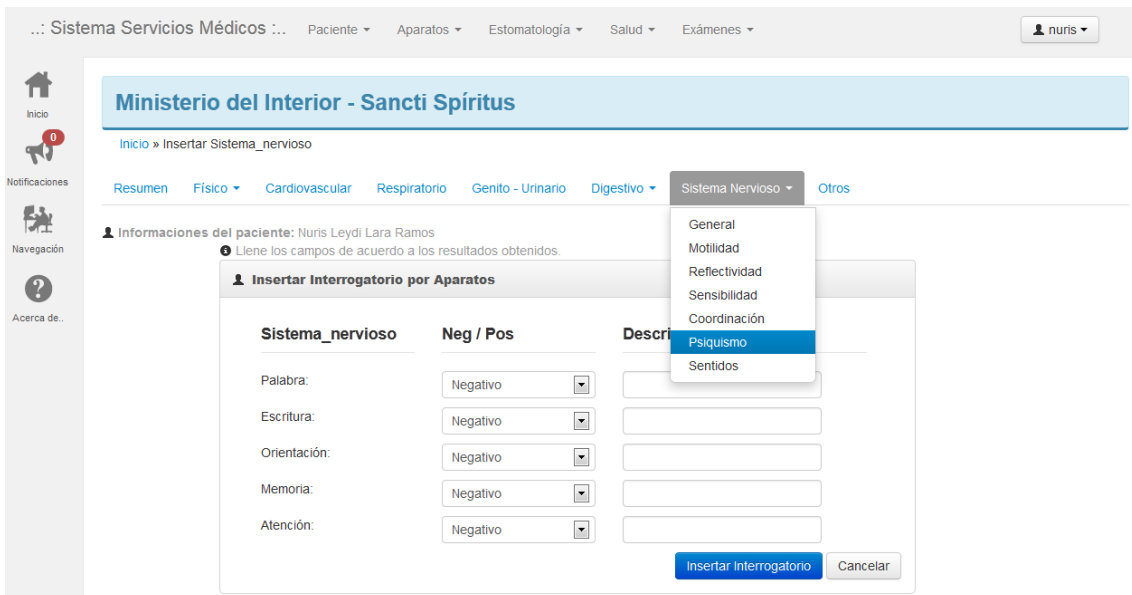 ..: Sistema Servicios Médicos :.. Paciente Aparatos Estomatología Salud Exámenes nuris
Inicio
0
Notificaciones
Navegación
Acerca de..
Ministerio del Interior - Sancti Spíritus
Inicio » Insertar Sistema_nervioso
Resumen Físico Cardiovascular Respiratorio Genito - Urinario Digestivo Sistema Nervioso Otros
General
Motilidad
Reflectividad
Sensibilidad
Coordinación
Psiquismo
Sentidos
Informaciones del paciente: Nuris Leydi Lara Ramos
Llene los campos de acuerdo a los resultados obtenidos.
Insertar Interrogatorio por Aparatos
Sistema_nervioso Neg / Pos Descri
Palabra: Negativo
Escritura: Negativo
Orientación: Negativo
Memoria: Negativo
Atención: Negativo
Insertar Interrogatorio Cancelar